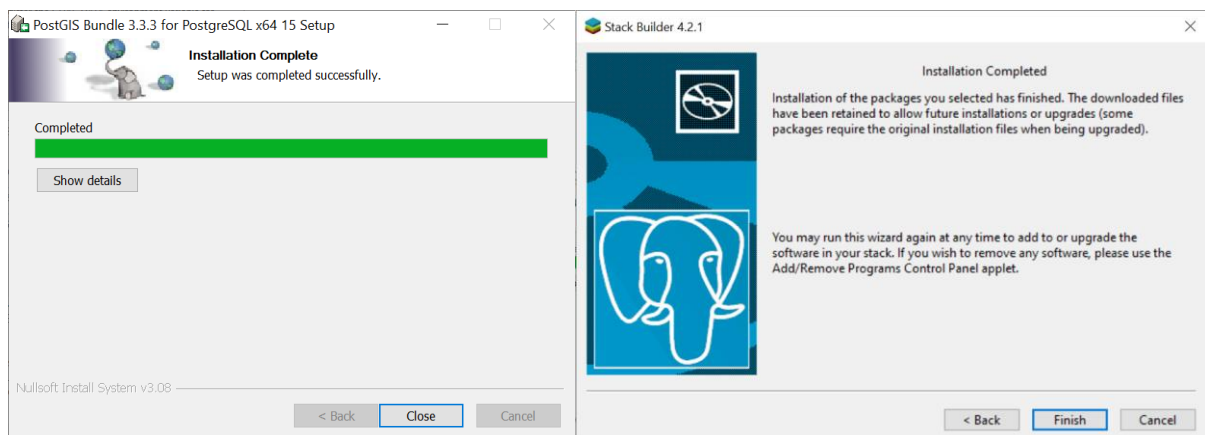 PostGIS Bundle 3.3.3 for PostgreSQL x64 15 Setup
Installation Complete
Setup was completed successfully.
Completed
Show details
Nullsoft Install System v3.08
< Back
Close
Cancel
Stack Builder 4.2.1
Installation Completed
Installation of the packages you selected has finished. The downloaded files
have been retained to allow future installations or upgrades (some
packages require the original installation files when being upgraded).
You may run this wizard again at any time to add to or upgrade the
software in your stack. If you wish to remove any software, please use the
Add/Remove Programs Control Panel applet.
< Back
Finish
Cancel